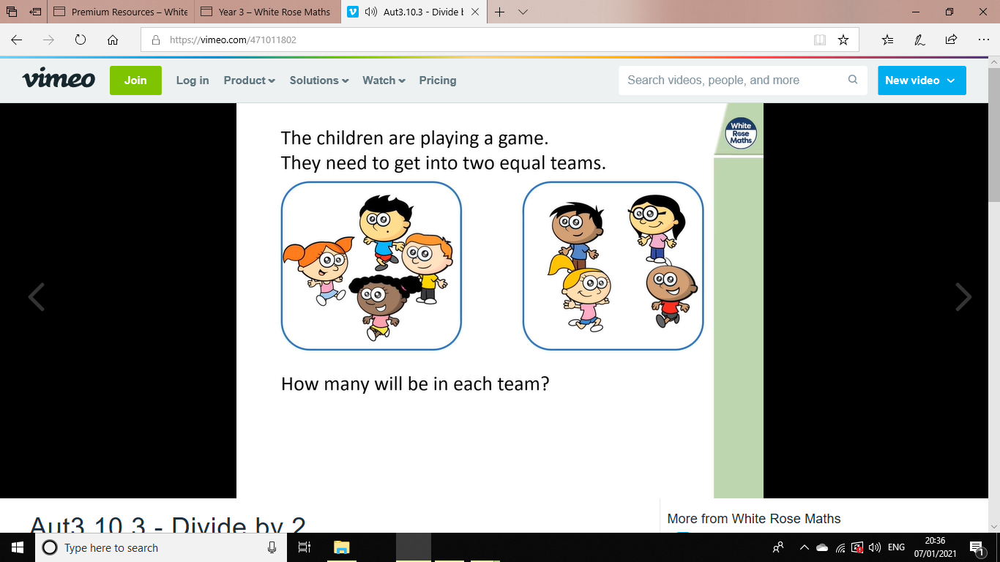 Premium Resources – White
Year 3 – White Rose Maths
Aut3.10.3 - Divide b
https://vimeo.com/471011802
vimeo
Join
Log in
Product
Solutions
Watch
Pricing
Search videos, people, and more
New video
The children are playing a game.
They need to get into two equal teams.
White
Rose
Maths
How many will be in each team?
Aut3.10.3 - Divide by 2
More from White Rose Maths
Type here to search
ENG
20:36
07/01/2021
1